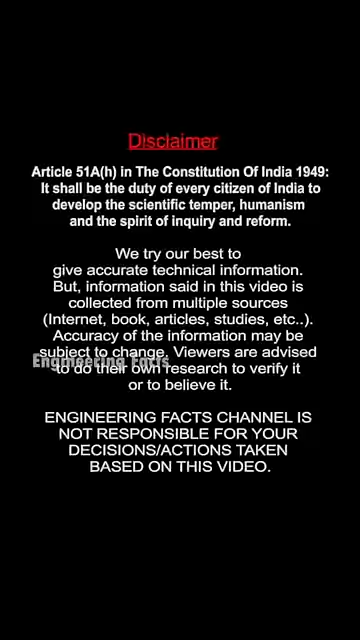 Disclaimer
Article 51A(h) in The Constitution Of India 1949:
It shall be the duty of every citizen of India to
develop the scientific temper, humanism
and the spirit of inquiry and reform.
We try our best to
give accurate technical information.
But, information said in this video is
collected from multiple sources
(Internet, book, articles, studies, etc..).
Accuracy of the information may be
subject to change. Viewers are advised
Engineering Facts
to do their own research to verify it
or to believe it.
ENGINEERING FACTS CHANNEL IS
NOT RESPONSIBLE FOR YOUR
DECISIONS/ACTIONS TAKEN
BASED ON THIS VIDEO.